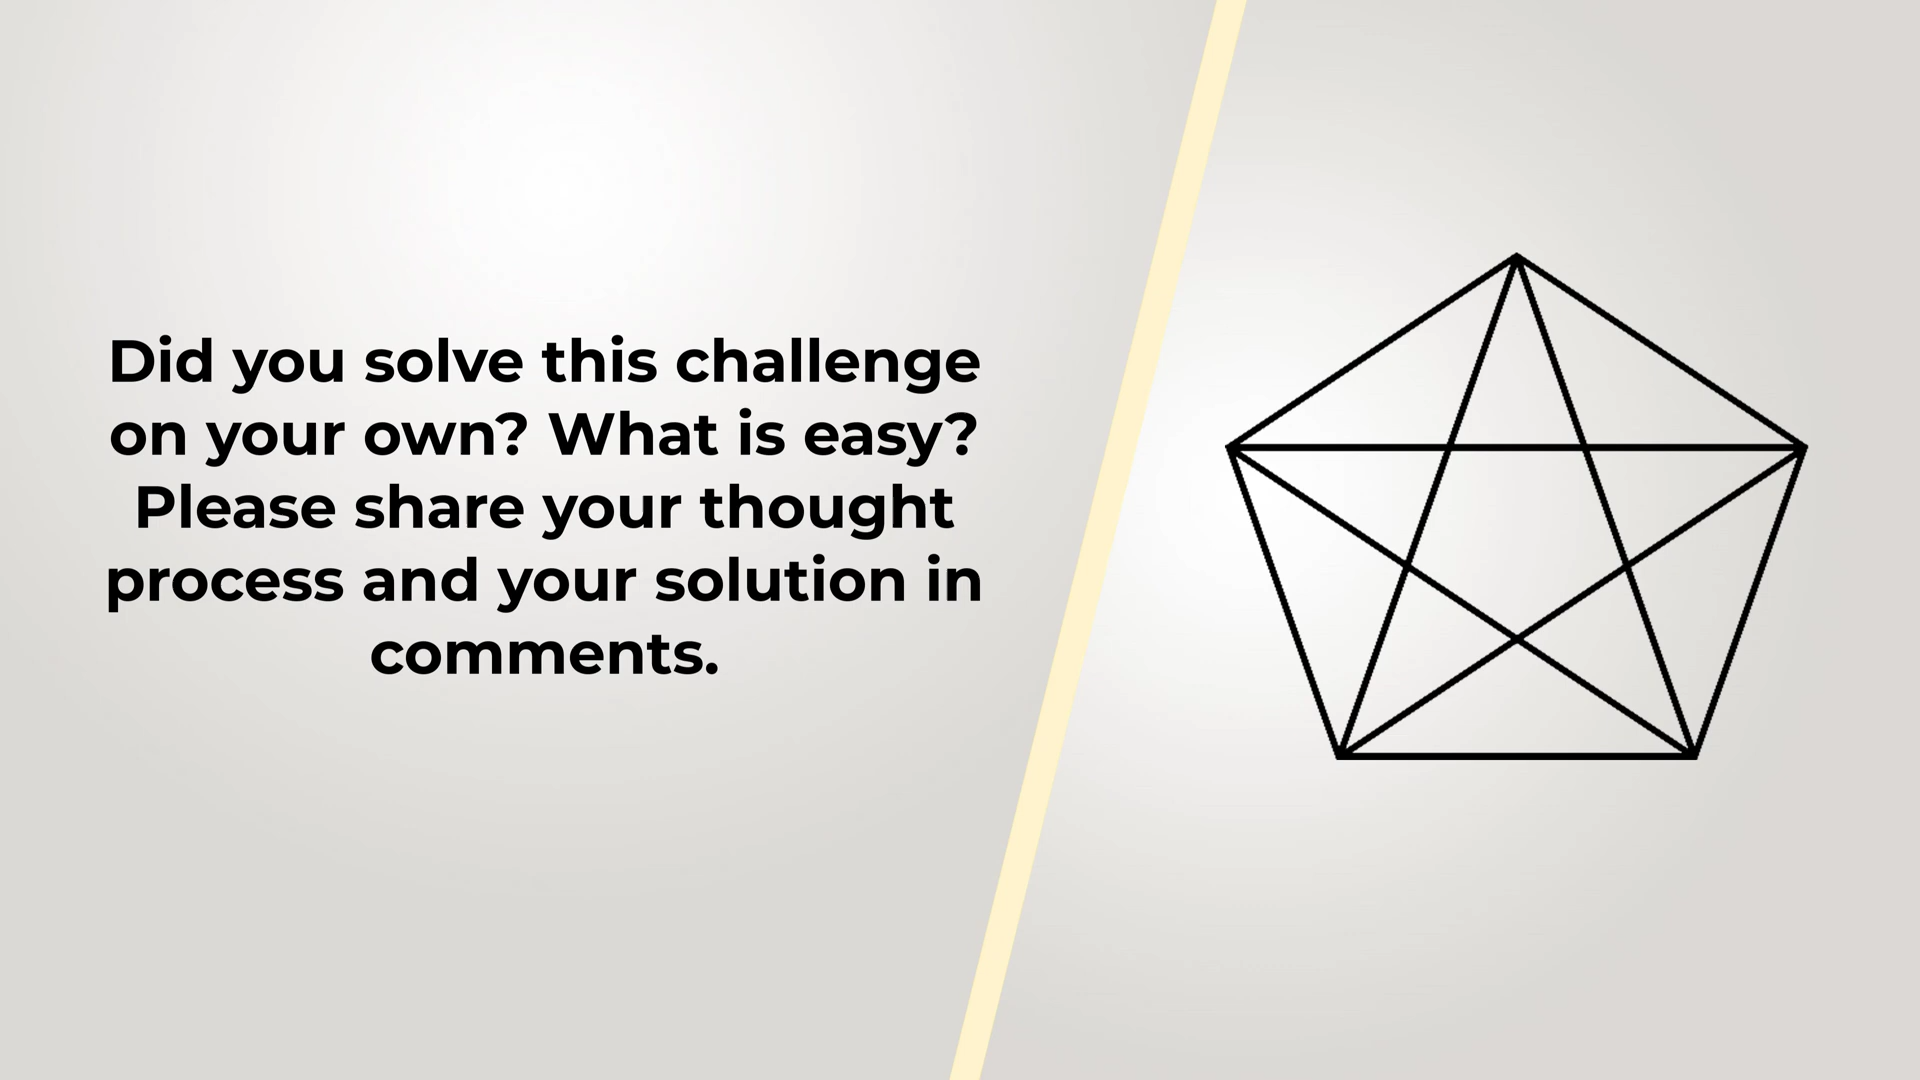 Did you solve this challenge
on your own? What is easy?
Please share your thought
process and your solution in
comments.